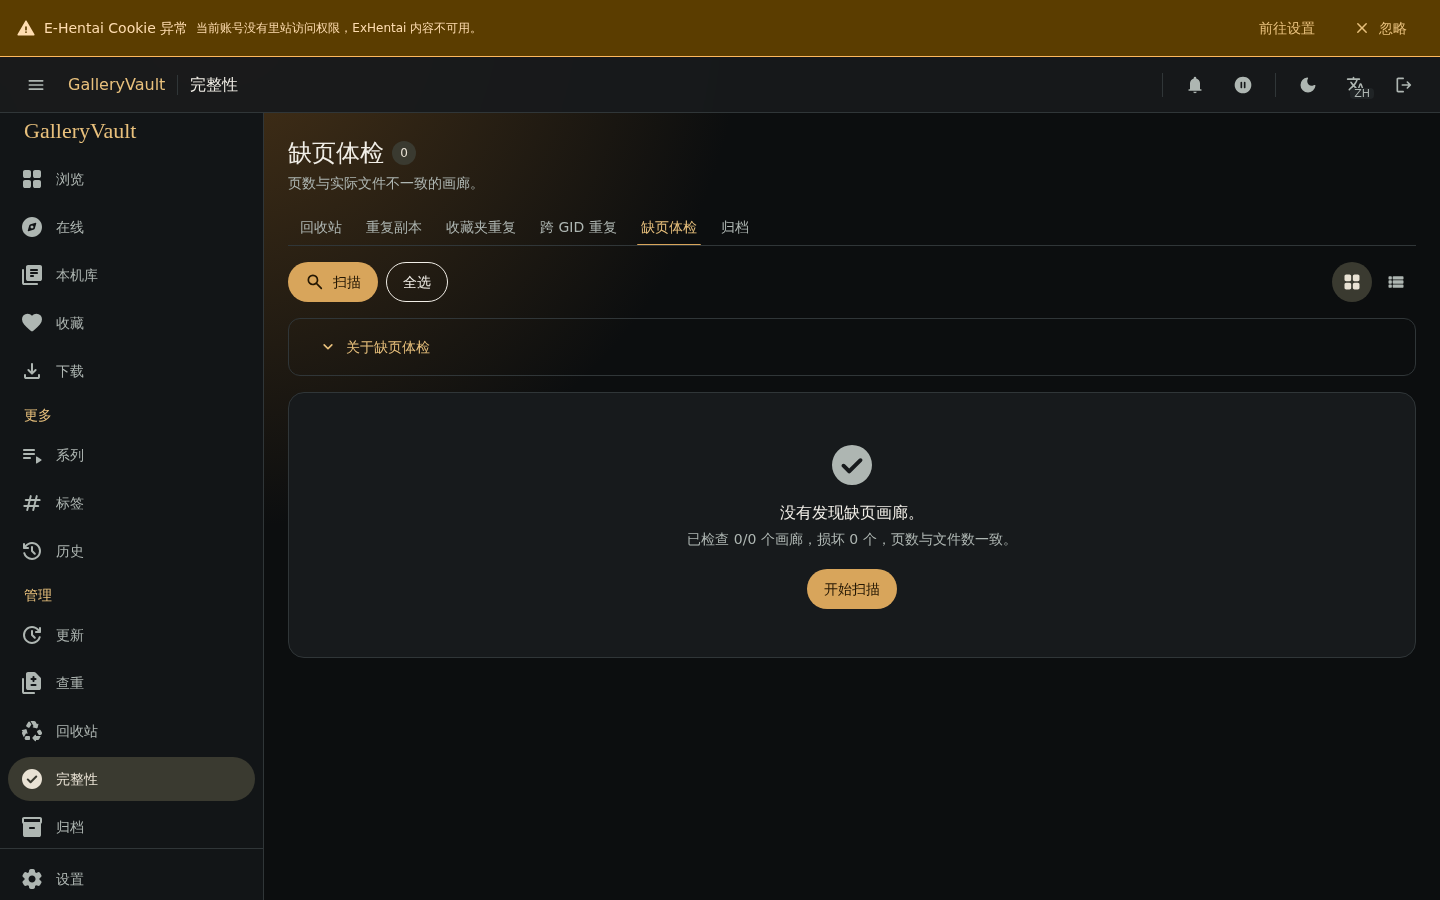 E-Hentai Cookie 异常 当前账号没有里站访问权限，ExHentai 内容不可用。 前往设置 忽略
GalleryVault 完整性 ZH
GalleryVault
浏览
在线
本机库
收藏
下载
更多
系列
标签
历史
管理
更新
查重
回收站
完整性
归档
设置
缺页体检 0
页数与实际文件不一致的画廊。
回收站 重复副本 收藏夹重复 跨 GID 重复 缺页体检 归档
扫描 全选
关于缺页体检
没有发现缺页画廊。
已检查 0/0 个画廊，损坏 0 个，页数与文件数一致。
开始扫描